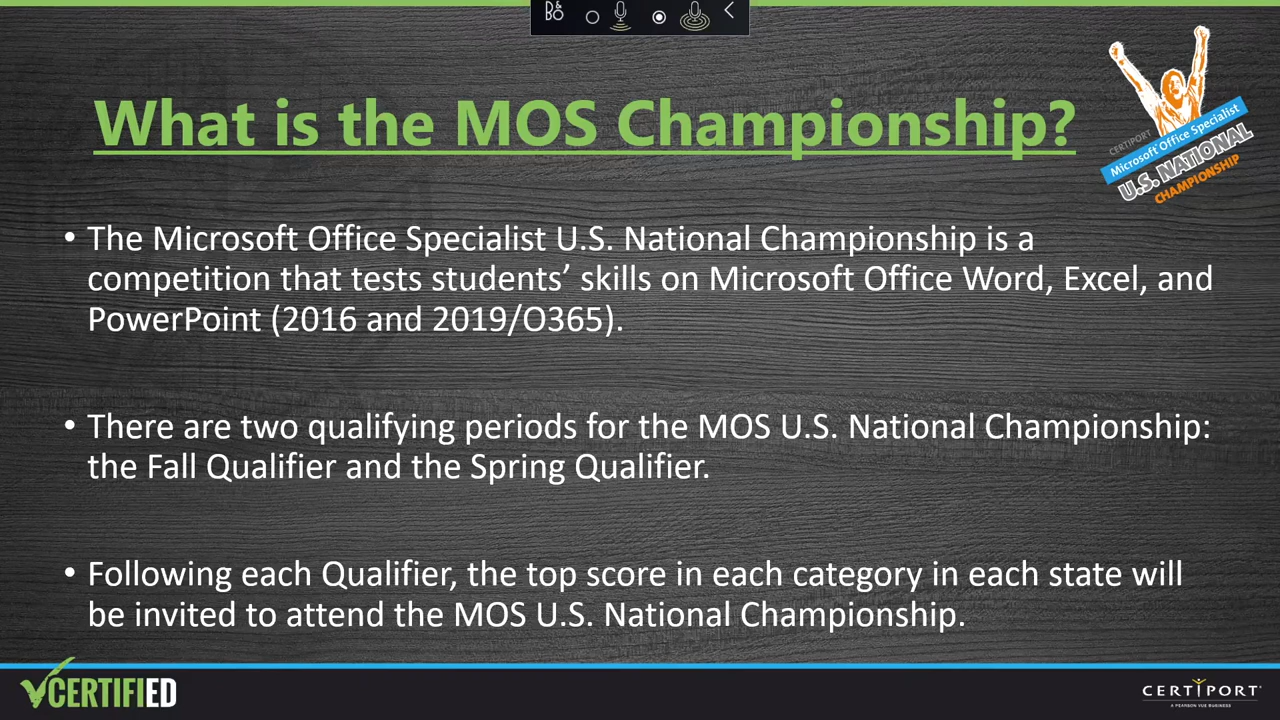 B&O
What is the MOS Championship?
CERTIPORT
Microsoft Office Specialist
U.S. NATIONAL
CHAMPIONSHIP
• The Microsoft Office Specialist U.S. National Championship is a
competition that tests students’ skills on Microsoft Office Word, Excel, and
PowerPoint (2016 and 2019/O365).
• There are two qualifying periods for the MOS U.S. National Championship:
the Fall Qualifier and the Spring Qualifier.
• Following each Qualifier, the top score in each category in each state will
be invited to attend the MOS U.S. National Championship.
CERTIFIED
CERTIPORT
A PEARSON VUE BUSINESS